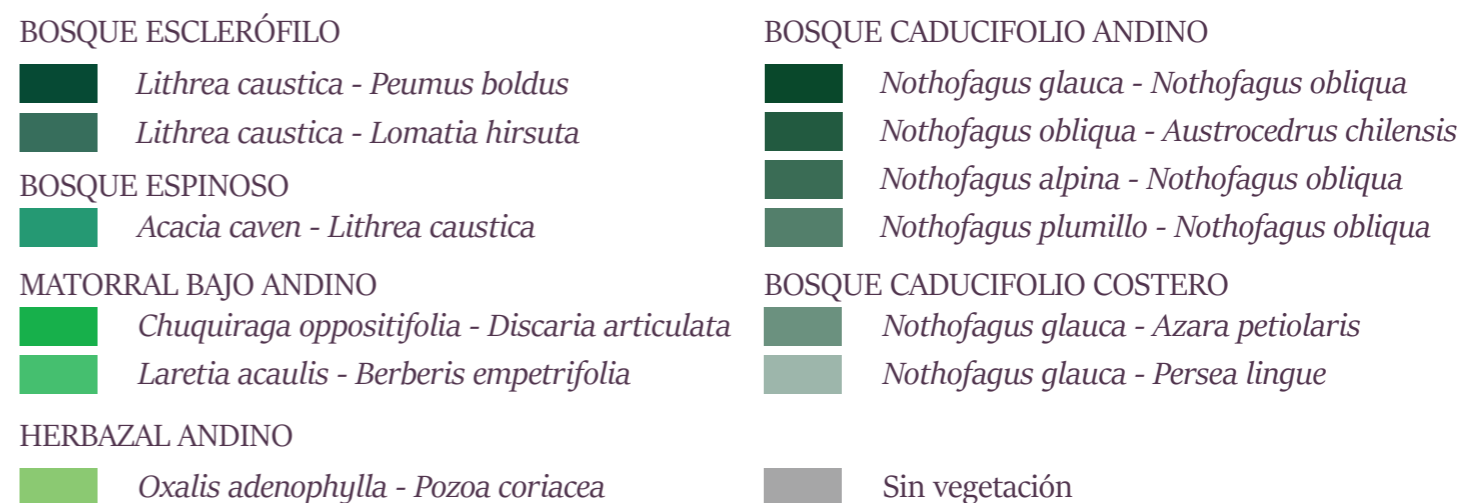 BOSQUE ESCLERÓFILO
Lithrea caustica - Peumus boldus
Lithrea caustica - Lomatia hirsuta
BOSQUE ESPINOSO
Acacia caven - Lithrea caustica
MATORRAL BAJO ANDINO
Chuquiraga oppositifolia - Discaria articulata
Laretia acaulis - Berberis empetrifolia
HERBAZAL ANDINO
Oxalis adenophylla - Pozoa coriacea
BOSQUE CADUCIFOLIO ANDINO
Nothofagus glauca - Nothofagus obliqua
Nothofagus obliqua - Austrocedrus chilensis
Nothofagus alpina - Nothofagus obliqua
Nothofagus plumillo - Nothofagus obliqua
BOSQUE CADUCIFOLIO COSTERO
Nothofagus glauca - Azara petiolaris
Nothofagus glauca - Persea lingue
Sin vegetación